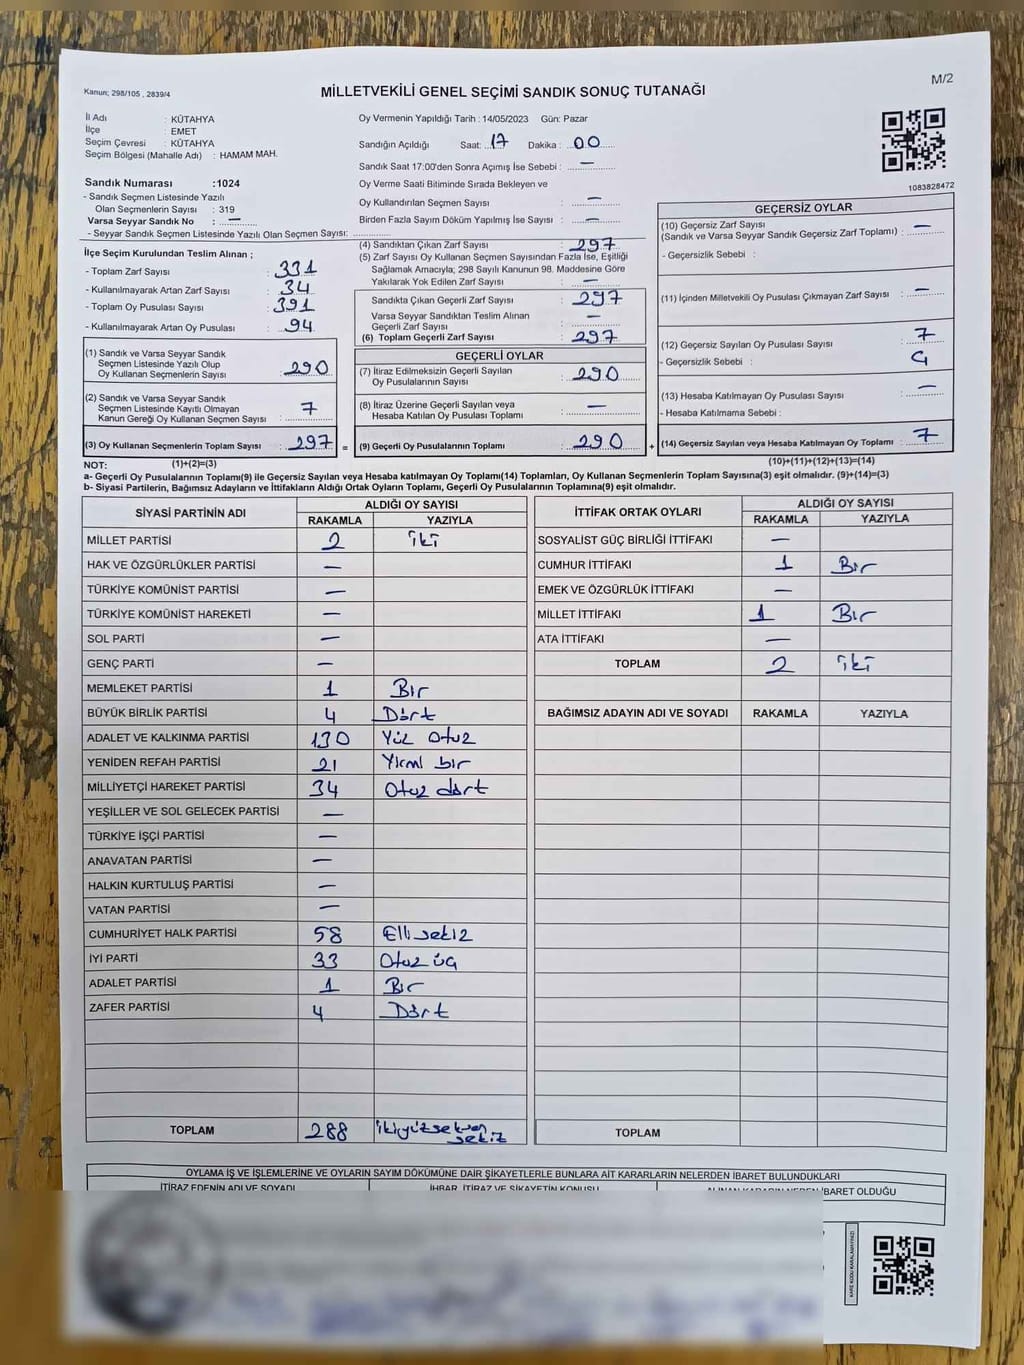 M/2
Kanun; 298/105 , 2839/4
MİLLETVEKİLİ GENEL SEÇİMİ SANDIK SONUÇ TUTANAĞI
İl Adı : KÜTAHYA
İlçe : EMET
Seçim Çevresi : KÜTAHYA
Seçim Bölgesi (Mahalle Adı) : HAMAM MAH.
Sandık Numarası :1024
- Sandık Seçmen Listesinde Yazılı
Olan Seçmenlerin Sayısı : 319
Varsa Seyyar Sandık No : —
- Seyyar Sandık Seçmen Listesinde Yazılı Olan Seçmen Sayısı:
Oy Vermenin Yapıldığı Tarih : 14/05/2023 Gün: Pazar
Sandığın Açıldığı Saat: 17 Dakika : 00
Sandık Saat 17:00'den Sonra Açılmış İse Sebebi : —
Oy Verme Saati Bitiminde Sırada Bekleyen ve
Oy Kullandırılan Seçmen Sayısı : —
Birden Fazla Sayım Döküm Yapılmış İse Sayısı : —
1083828472
İlçe Seçim Kurulundan Teslim Alınan ;
- Toplam Zarf Sayısı : 331
- Kullanılmayarak Artan Zarf Sayısı : 34
- Toplam Oy Pusulası Sayısı : 391
- Kullanılmayarak Artan Oy Pusulası : 94
(1) Sandık ve Varsa Seyyar Sandık
Seçmen Listesinde Yazılı Olup
Oy Kullanan Seçmenlerin Sayısı : 290
(2) Sandık ve Varsa Seyyar Sandık
Seçmen Listesinde Kayıtlı Olmayan
Kanun Gereği Oy Kullanan Seçmen Sayısı : 7
(3) Oy Kullanan Seçmenlerin Toplam Sayısı : 297 =
(4) Sandıktan Çıkan Zarf Sayısı : 297
(5) Zarf Sayısı Oy Kullanan Seçmen Sayısından Fazla İse, Eşitliği
Sağlamak Amacıyla; 298 Sayılı Kanunun 98. Maddesine Göre
Yakılarak Yok Edilen Zarf Sayısı : —
Sandıkta Çıkan Geçerli Zarf Sayısı : 297
Varsa Seyyar Sandıktan Teslim Alınan
Geçerli Zarf Sayısı : —
(6) Toplam Geçerli Zarf Sayısı : 297
GEÇERLİ OYLAR
(7) İtiraz Edilmeksizin Geçerli Sayılan
Oy Pusulalarının Sayısı : 290
(8) İtiraz Üzerine Geçerli Sayılan veya
Hesaba Katılan Oy Pusulası Toplamı : —
(9) Geçerli Oy Pusulalarının Toplamı : 290 +
GEÇERSİZ OYLAR
(10) Geçersiz Zarf Sayısı
(Sandık ve Varsa Seyyar Sandık Geçersiz Zarf Toplamı) : —
- Geçersizlik Sebebi :
(11) İçinden Milletvekili Oy Pusulası Çıkmayan Zarf Sayısı : —
(12) Geçersiz Sayılan Oy Pusulası Sayısı : 7
- Geçersizlik Sebebi :
(13) Hesaba Katılmayan Oy Pusulası Sayısı : —
- Hesaba Katılmama Sebebi :
(14) Geçersiz Sayılan veya Hesaba Katılmayan Oy Toplamı : 7
NOT: (1)+(2)=(3)
(10)+(11)+(12)+(13)=(14)
a- Geçerli Oy Pusulalarının Toplamı(9) ile Geçersiz Sayılan veya Hesaba katılmayan Oy Toplamı(14) Toplamları, Oy Kullanan Seçmenlerin Toplam Sayısına(3) eşit olmalıdır. (9)+(14)=(3)
b- Siyasi Partilerin, Bağımsız Adayların ve İttifakların Aldığı Ortak Oyların Toplamı, Geçerli Oy Pusulalarının Toplamına(9) eşit olmalıdır.
SİYASİ PARTİNİN ADI
ALDIĞI OY SAYISI
RAKAMLA YAZIYLA
MİLLET PARTİSİ 2 iki
HAK VE ÖZGÜRLÜKLER PARTİSİ —
TÜRKİYE KOMÜNİST PARTİSİ —
TÜRKİYE KOMÜNİST HAREKETİ —
SOL PARTİ —
GENÇ PARTİ —
MEMLEKET PARTİSİ 1 Bir
BÜYÜK BİRLİK PARTİSİ 4 Dört
ADALET VE KALKINMA PARTİSİ 130 Yüz Otuz
YENİDEN REFAH PARTİSİ 21 Yirmi bir
MİLLİYETÇİ HAREKET PARTİSİ 34 Otuz dört
YEŞİLLER VE SOL GELECEK PARTİSİ —
TÜRKİYE İŞÇİ PARTİSİ —
ANAVATAN PARTİSİ —
HALKIN KURTULUŞ PARTİSİ —
VATAN PARTİSİ —
CUMHURİYET HALK PARTİSİ 58 Elli sekiz
İYİ PARTİ 33 Otuz üç
ADALET PARTİSİ 1 Bir
ZAFER PARTİSİ 4 Dört
TOPLAM 288 ikiyüzseksen
sekiz
İTTİFAK ORTAK OYLARI
ALDIĞI OY SAYISI
RAKAMLA YAZIYLA
SOSYALİST GÜÇ BİRLİĞİ İTTİFAKI —
CUMHUR İTTİFAKI 1 Bir
EMEK VE ÖZGÜRLÜK İTTİFAKI —
MİLLET İTTİFAKI 1 Bir
ATA İTTİFAKI —
TOPLAM 2 iki
BAĞIMSIZ ADAYIN ADI VE SOYADI RAKAMLA YAZIYLA
TOPLAM
OYLAMA İŞ VE İŞLEMLERİNE VE OYLARIN SAYIM DÖKÜMÜNE DAİR ŞİKAYETLERLE BUNLARA AİT KARARLARIN NELERDEN İBARET BULUNDUKLARI
İTİRAZ EDENİN ADI VE SOYADI
İHBAR, İTİRAZ VE ŞİKAYETİN KONUSU
ALINAN KARARIN NEDEN İBARET OLDUĞU
KARE KODU KARALAMAYINIZ!